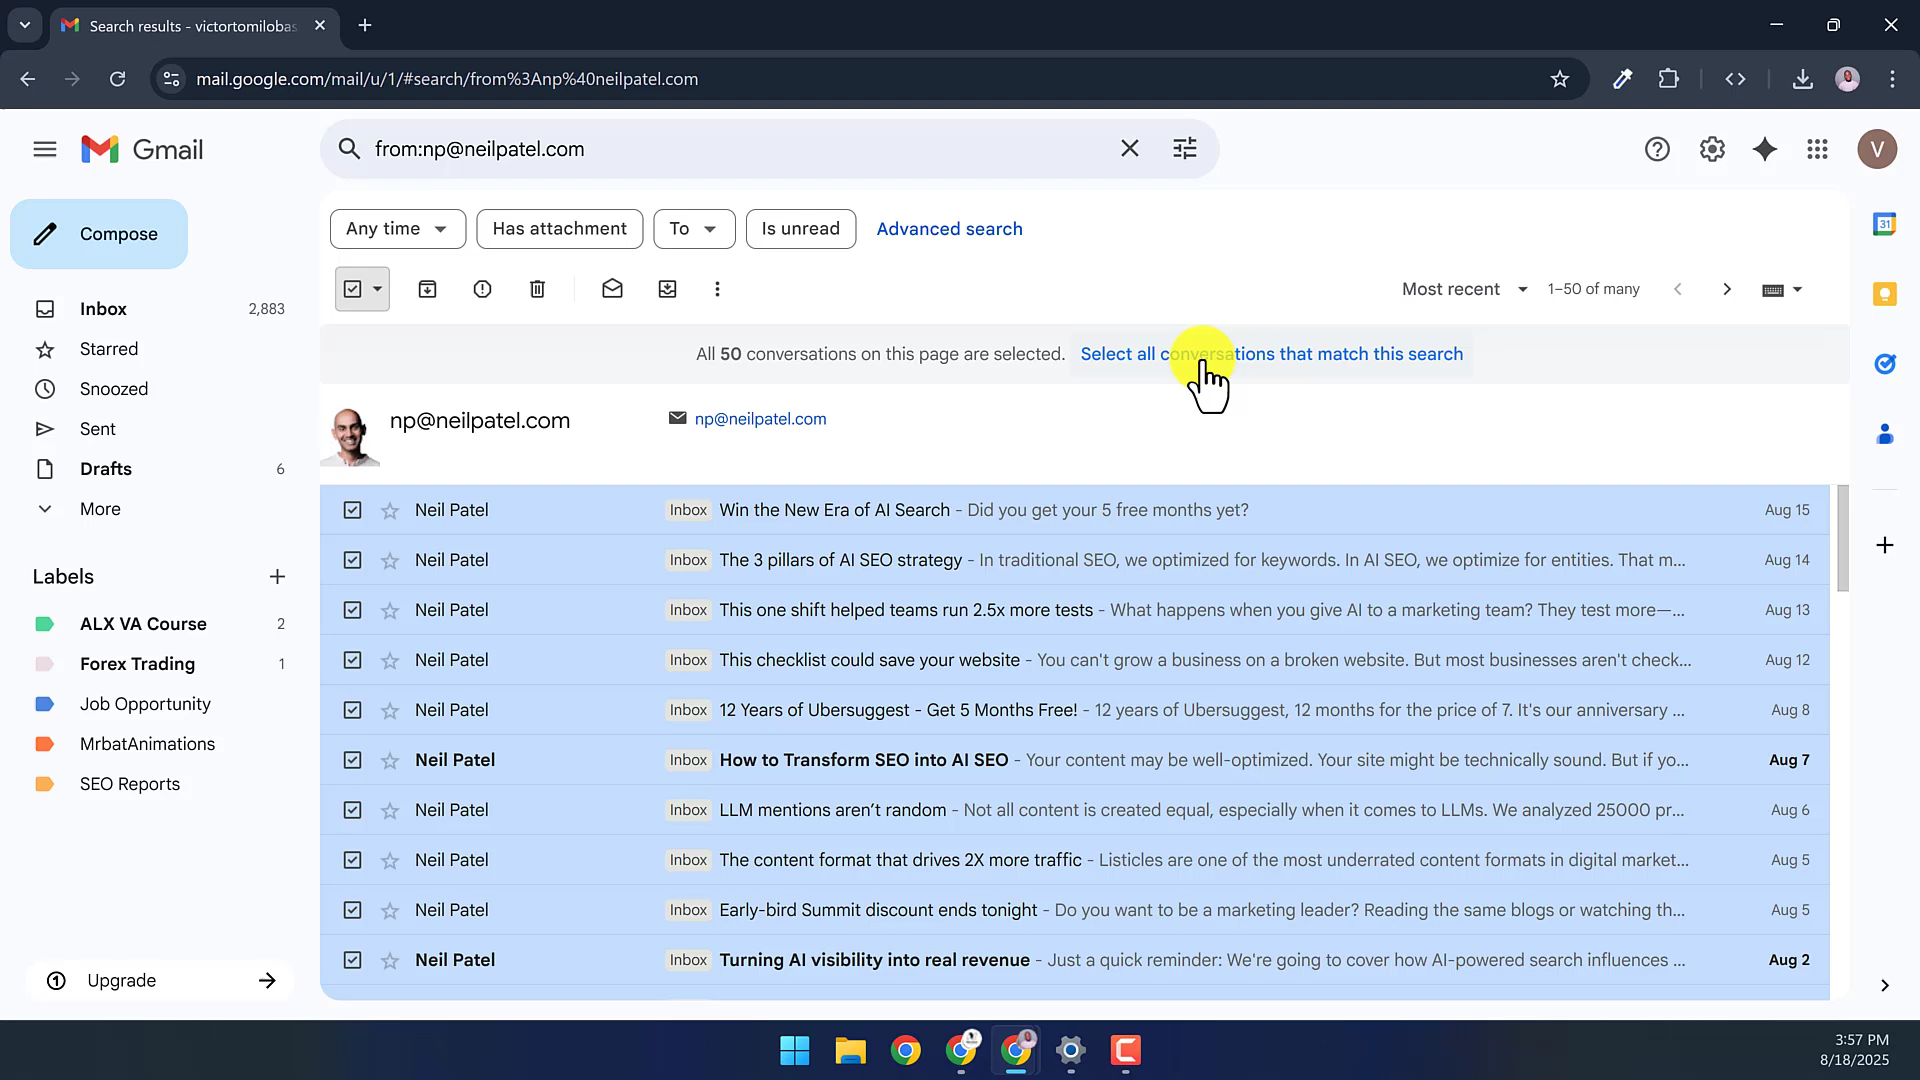 Search results - victortomilobas
mail.google.com/mail/u/1/#search/from%3Anp%40neilpatel.com
Gmail
from:np@neilpatel.com
V
Compose
Any time
Has attachment
To
Is unread
Advanced search
Most recent
1–50 of many
31
All 50 conversations on this page are selected. Select all conversations that match this search
np@neilpatel.com
np@neilpatel.com
Inbox 2,883
Starred
Snoozed
Sent
Drafts 6
More
Labels
ALX VA Course 2
Forex Trading 1
Job Opportunity
MrbatAnimations
SEO Reports
Upgrade
Neil Patel Inbox Win the New Era of AI Search - Did you get your 5 free months yet? Aug 15
Neil Patel Inbox The 3 pillars of AI SEO strategy - In traditional SEO, we optimized for keywords. In AI SEO, we optimize for entities. That m... Aug 14
Neil Patel Inbox This one shift helped teams run 2.5x more tests - What happens when you give AI to a marketing team? They test more—... Aug 13
Neil Patel Inbox This checklist could save your website - You can't grow a business on a broken website. But most businesses aren't check... Aug 12
Neil Patel Inbox 12 Years of Ubersuggest - Get 5 Months Free! - 12 years of Ubersuggest, 12 months for the price of 7. It's our anniversary ... Aug 8
Neil Patel Inbox How to Transform SEO into AI SEO - Your content may be well-optimized. Your site might be technically sound. But if yo... Aug 7
Neil Patel Inbox LLM mentions aren’t random - Not all content is created equal, especially when it comes to LLMs. We analyzed 25000 pr... Aug 6
Neil Patel Inbox The content format that drives 2X more traffic - Listicles are one of the most underrated content formats in digital market... Aug 5
Neil Patel Inbox Early-bird Summit discount ends tonight - Do you want to be a marketing leader? Reading the same blogs or watching th... Aug 5
Neil Patel Inbox Turning AI visibility into real revenue - Just a quick reminder: We're going to cover how AI-powered search influences ... Aug 2
3:57 PM
8/18/2025